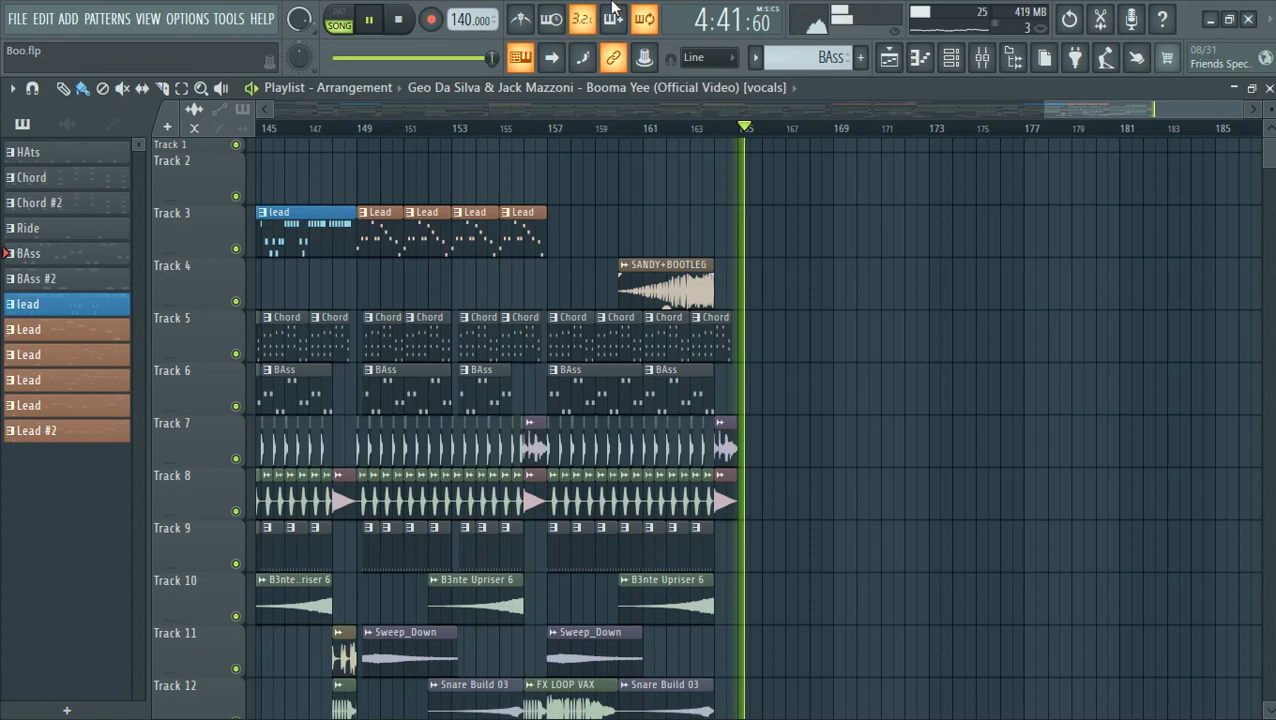 FILE EDIT ADD PATTERNS VIEW OPTIONS TOOLS HELP
PAT
SONG
140.000
3.2.
4:41:60
M:S:CS
25
419 MB
3
Boo.flp
Line
BAss
08/31
Friends Spec..
Playlist - Arrangement
Geo Da Silva & Jack Mazzoni - Booma Yee (Official Video) [vocals]
145
147
149
151
153
155
157
159
161
163
165
167
169
171
173
175
177
179
181
183
185
HAts
Chord
Chord #2
Ride
BAss
BAss #2
lead
Lead
Lead
Lead
Lead
Lead #2
Track 1
Track 2
Track 3
lead
Lead
Lead
Lead
Lead
Track 4
SANDY+BOOTLEG
Track 5
Chord
Chord
Chord
Chord
Chord
Chord
Chord
Chord
Chord
Chord
Track 6
BAss
BAss
BAss
BAss
BAss
Track 7
Track 8
Track 9
Track 10
B3nte..riser 6
B3nte Upriser 6
B3nte Upriser 6
Track 11
Sweep_Down
Sweep_Down
Track 12
Snare Build 03
FX LOOP VAX
Snare Build 03